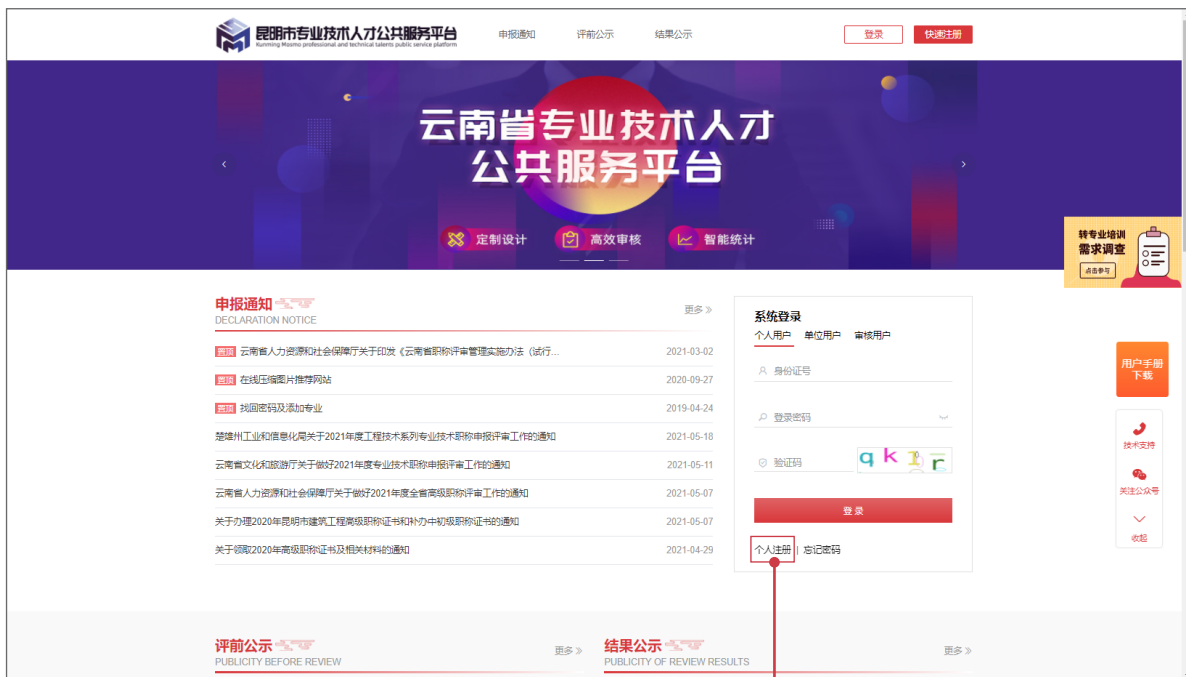 昆明市专业技术人才公共服务平台
Kunming Mosmo professional and technical talents public service platform
申报通知 评前公示 结果公示 登录 快速注册
云南省专业技术人才
公共服务平台
定制设计 高效审核 智能统计
转专业培训
需求调查
点击参与
申报通知
DECLARATION NOTICE
更多》
置顶 云南省人力资源和社会保障厅关于印发《云南省职称评审管理实施办法（试行... 2021-03-02
置顶 在线压缩图片推荐网站 2020-09-27
置顶 找回密码及添加专业 2019-04-24
楚雄州工业和信息化局关于2021年度工程技术系列专业技术职称申报评审工作的通知 2021-05-18
云南省文化和旅游厅关于做好2021年度专业技术职称申报评审工作的通知 2021-05-11
云南省人力资源和社会保障厅关于做好2021年度全省高级职称评审工作的通知 2021-05-07
关于办理2020年昆明市建筑工程高级职称证书和补办中初级职称证书的通知 2021-05-07
关于领取2020年高级职称证书及相关材料的通知 2021-04-29
系统登录
个人用户 单位用户 审核用户
身份证号
登录密码
验证码
登 录
个人注册 | 忘记密码
用户手册
下载
技术支持
关注公众号
收起
评前公示
PUBLICITY BEFORE REVIEW
更多》
结果公示
PUBLICITY OF REVIEW RESULTS
更多》